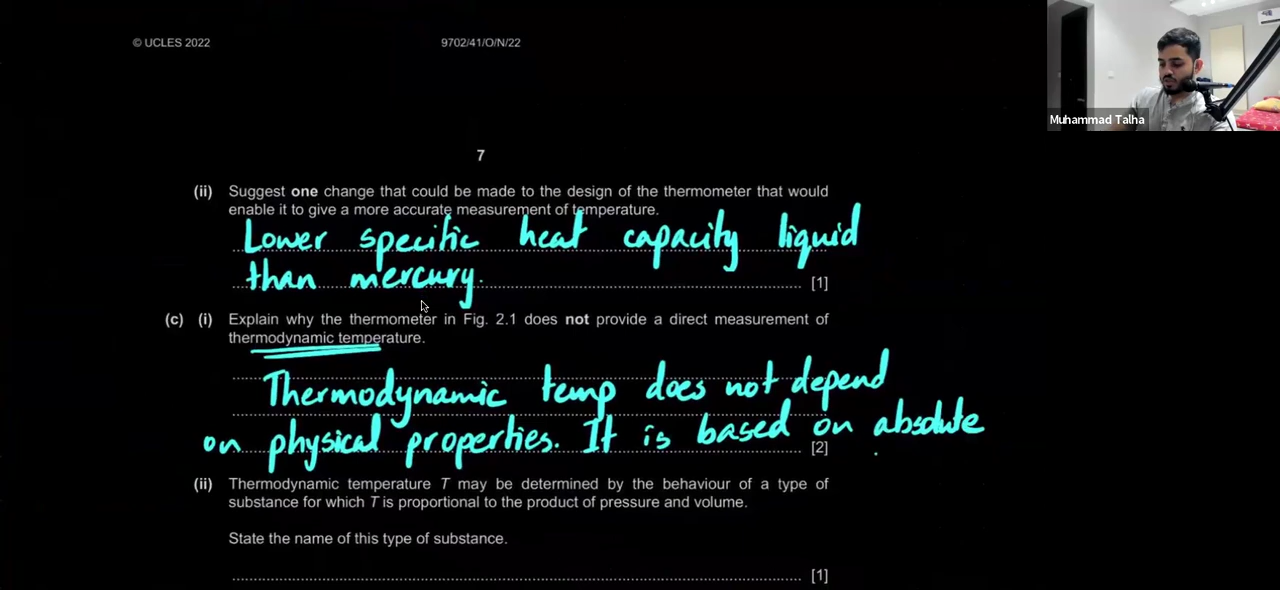 © UCLES 2022 9702/41/O/N/22
Muhammad Talha
7
(ii) Suggest one change that could be made to the design of the thermometer that would
enable it to give a more accurate measurement of temperature.
Lower specific heat capacity liquid
than mercury.
[1]
(c) (i) Explain why the thermometer in Fig. 2.1 does not provide a direct measurement of
thermodynamic temperature.
Thermodynamic temp does not depend
on physical properties. It is based on absolute
[2]
(ii) Thermodynamic temperature T may be determined by the behaviour of a type of
substance for which T is proportional to the product of pressure and volume.
State the name of this type of substance.
[1]